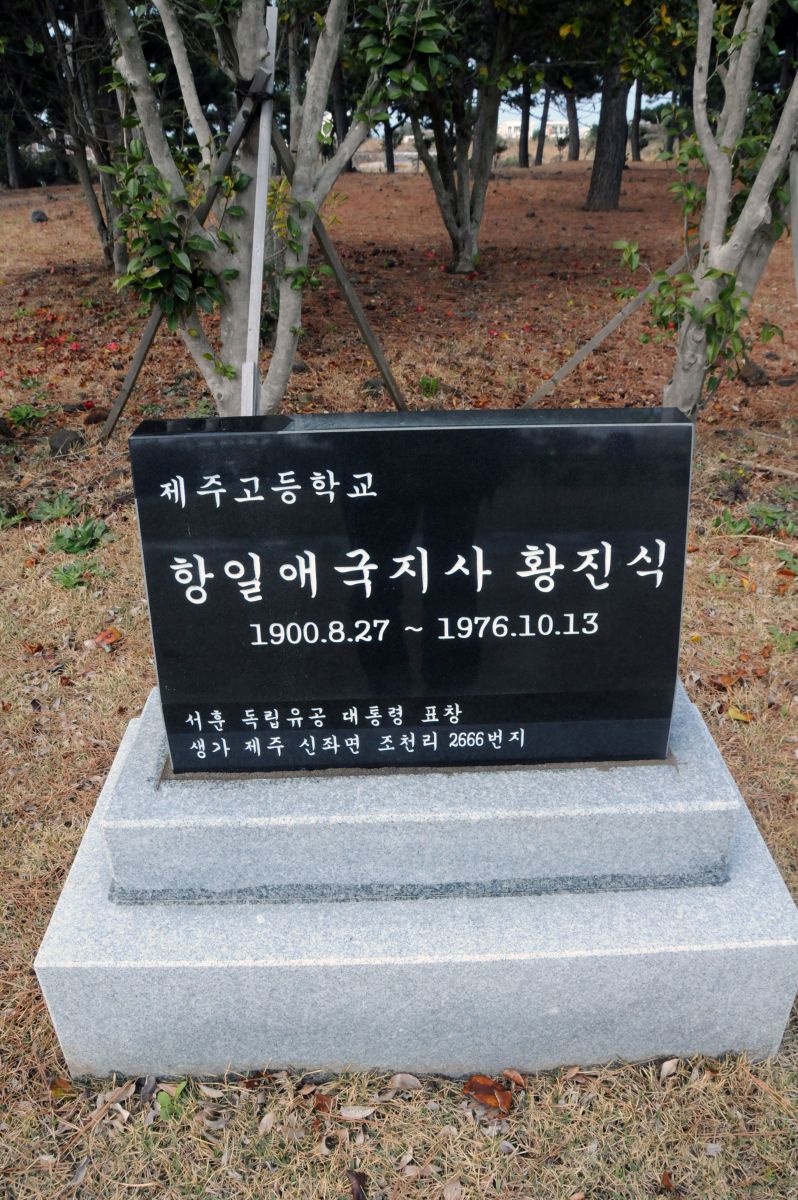 제주고등학교
항일애국지사 황진식
1900.8.27 ~ 1976.10.13
서훈 독립유공 대통령 표창
생가 제주 신좌면 조천리 2666번지